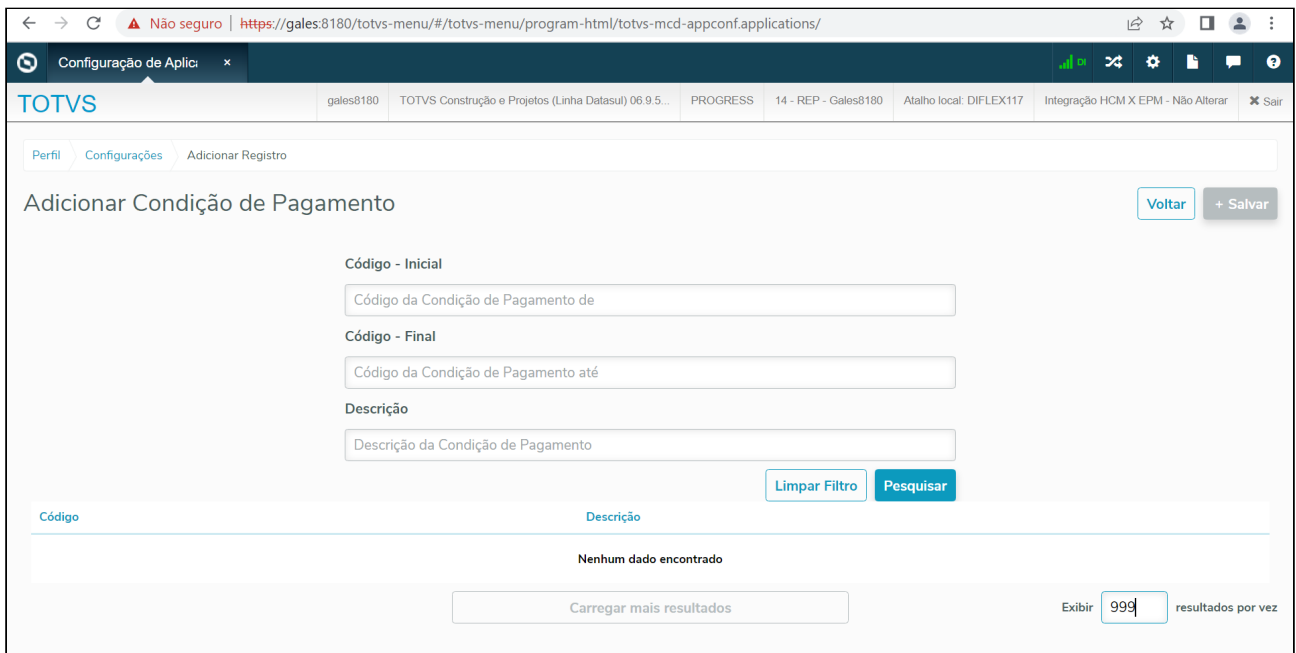 Não seguro | https://gales:8180/totvs-menu/#/totvs-menu/program-html/totvs-mcd-appconf.applications/
Configuração de Aplic × DI
TOTVS gales8180 TOTVS Construção e Projetos (Linha Datasul) 06.9.5... PROGRESS 14 - REP - Gales8180 Atalho local: DIFLEX117 Integração HCM X EPM - Não Alterar Sair
Perfil Configurações Adicionar Registro
Adicionar Condição de Pagamento Voltar + Salvar
Código - Inicial
Código da Condição de Pagamento de
Código - Final
Código da Condição de Pagamento até
Descrição
Descrição da Condição de Pagamento
Limpar Filtro Pesquisar
Código Descrição
Nenhum dado encontrado
Carregar mais resultados Exibir 999 resultados por vez